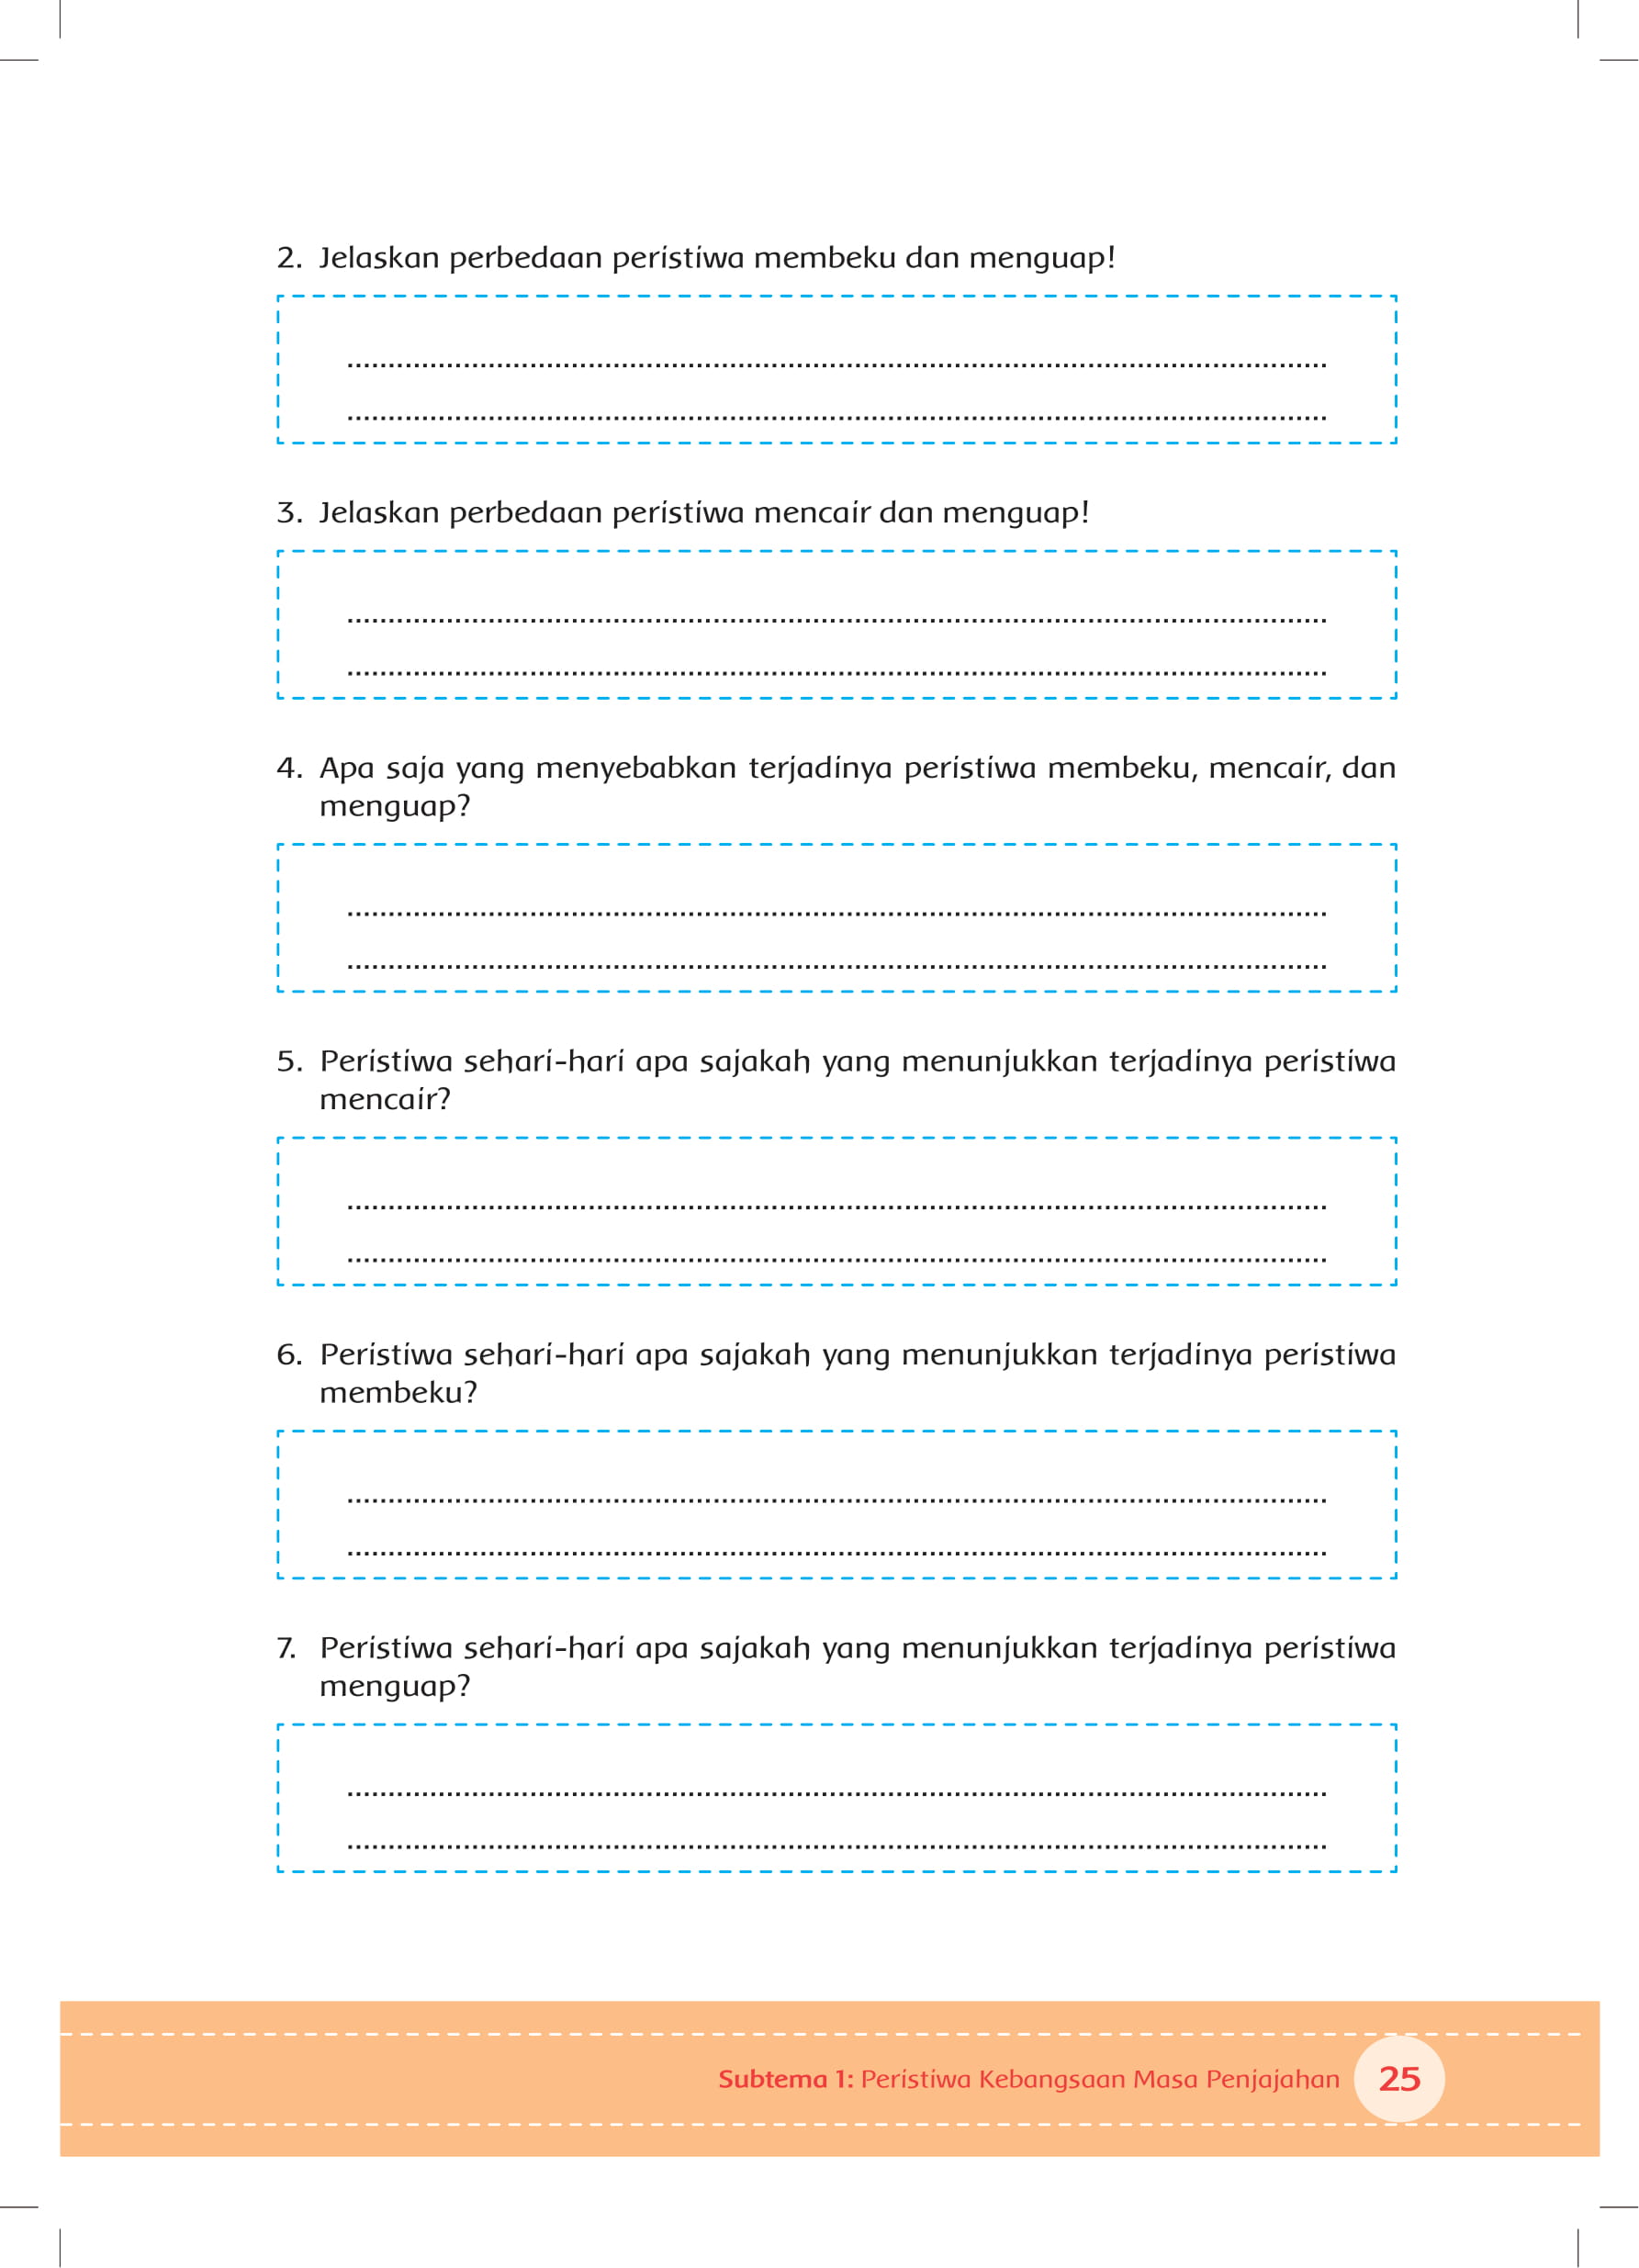 2. Jelaskan perbedaan peristiwa membeku dan menguap!
......................................................................................................................
......................................................................................................................
3. Jelaskan perbedaan peristiwa mencair dan menguap!
......................................................................................................................
......................................................................................................................
4. Apa saja yang menyebabkan terjadinya peristiwa membeku, mencair, dan
menguap?
......................................................................................................................
......................................................................................................................
5. Peristiwa sehari-hari apa sajakah yang menunjukkan terjadinya peristiwa
mencair?
......................................................................................................................
......................................................................................................................
6. Peristiwa sehari-hari apa sajakah yang menunjukkan terjadinya peristiwa
membeku?
......................................................................................................................
......................................................................................................................
7. Peristiwa sehari-hari apa sajakah yang menunjukkan terjadinya peristiwa
menguap?
......................................................................................................................
......................................................................................................................
Subtema 1: Peristiwa Kebangsaan Masa Penjajahan 25